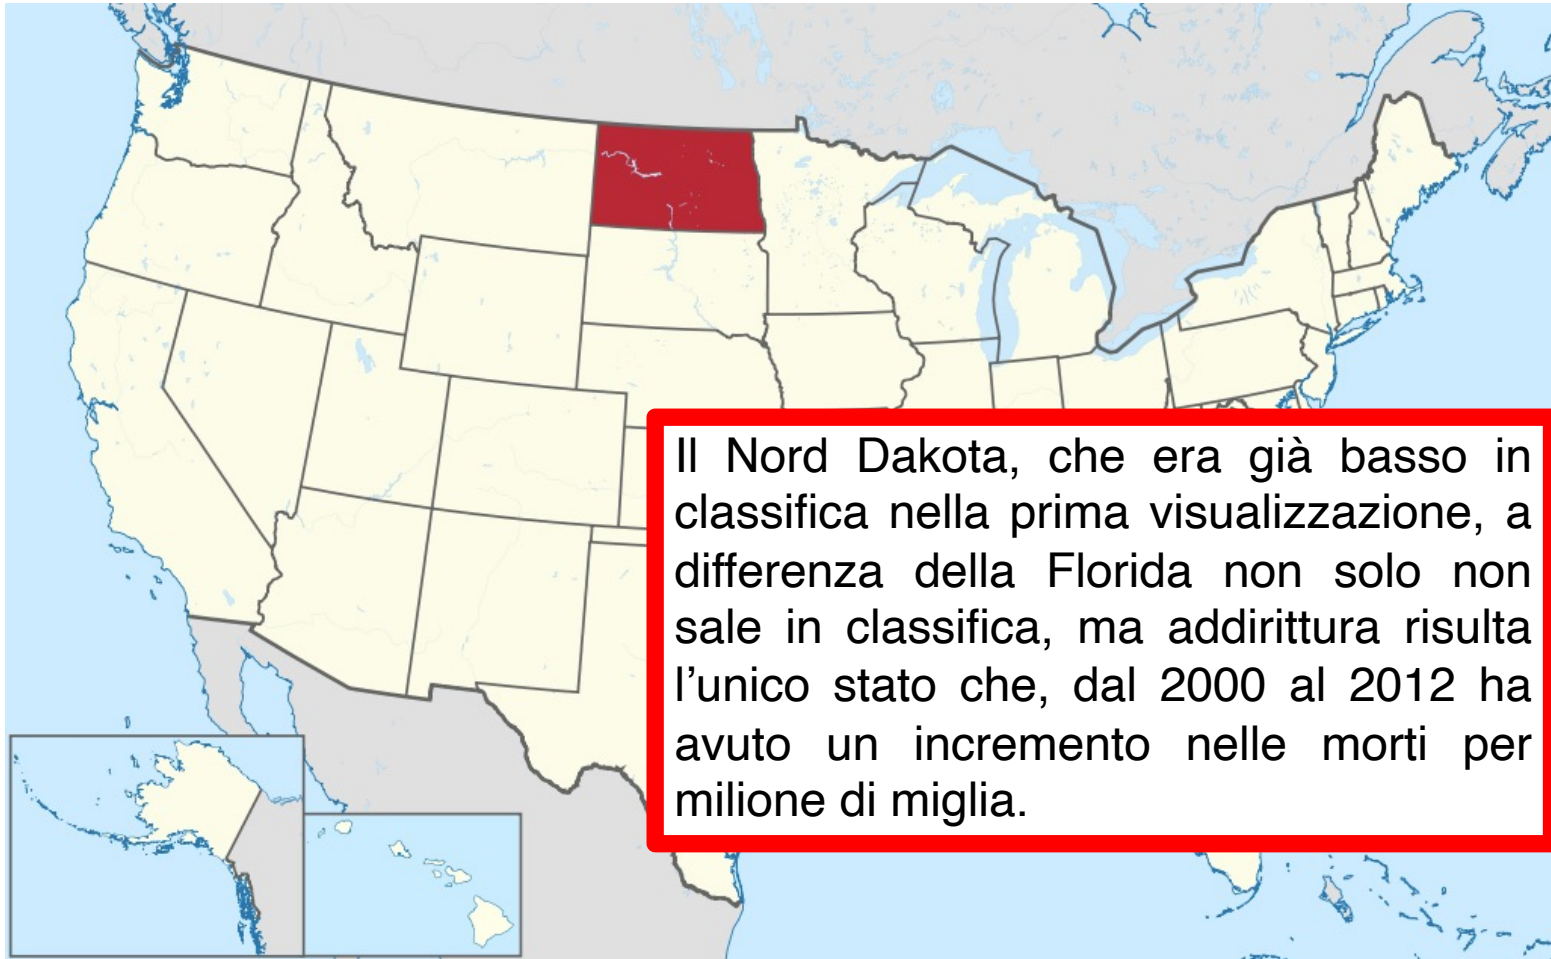 Il Nord Dakota, che era già basso in
classifica nella prima visualizzazione, a
differenza della Florida non solo non
sale in classifica, ma addirittura risulta
l’unico stato che, dal 2000 al 2012 ha
avuto un incremento nelle morti per
milione di miglia.